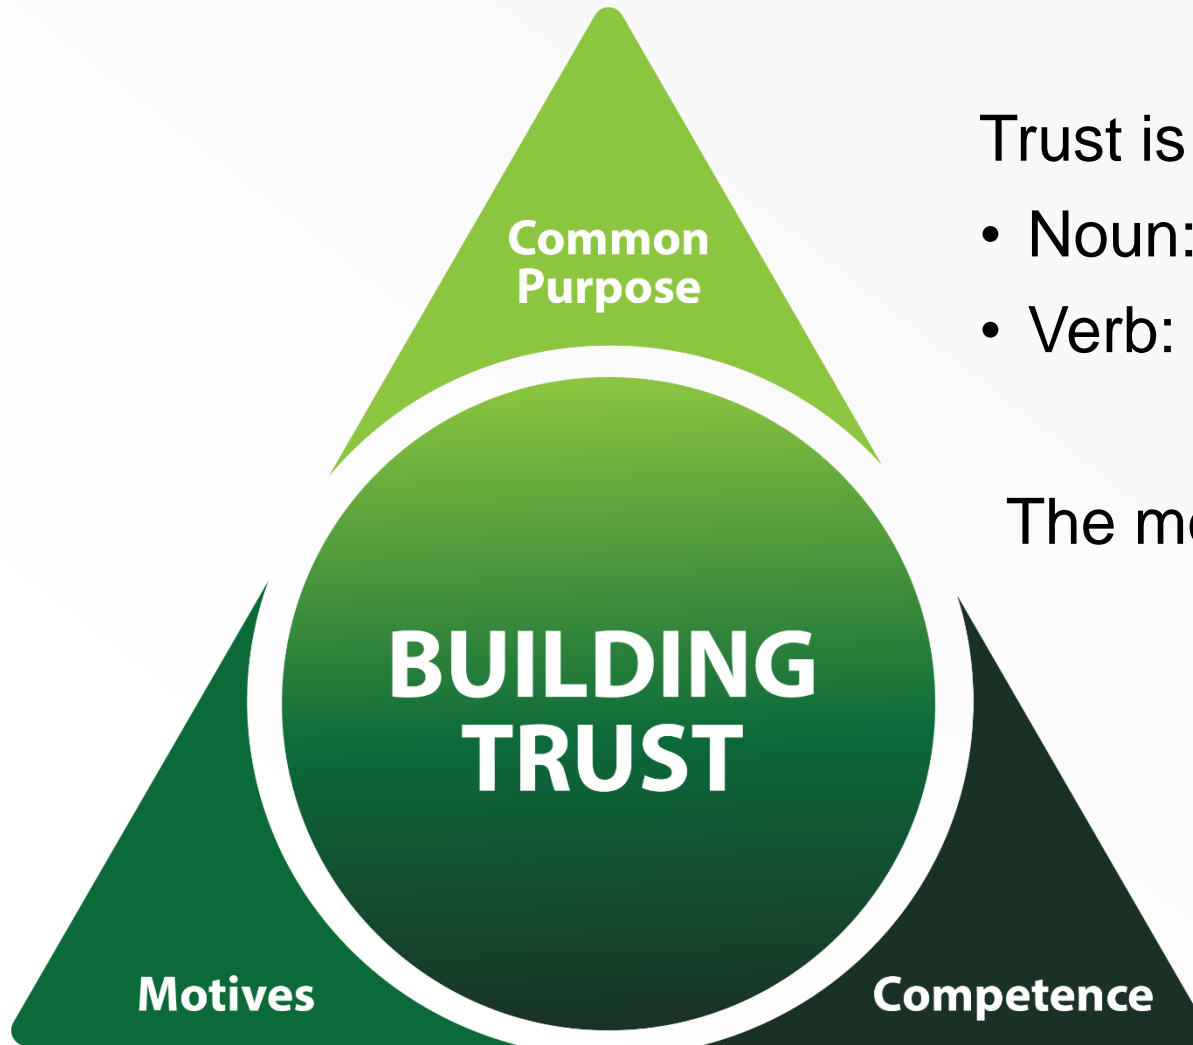 Common
Purpose
Trust is
• Noun:
• Verb:
The
BUILDING
TRUST
Motives
Competence